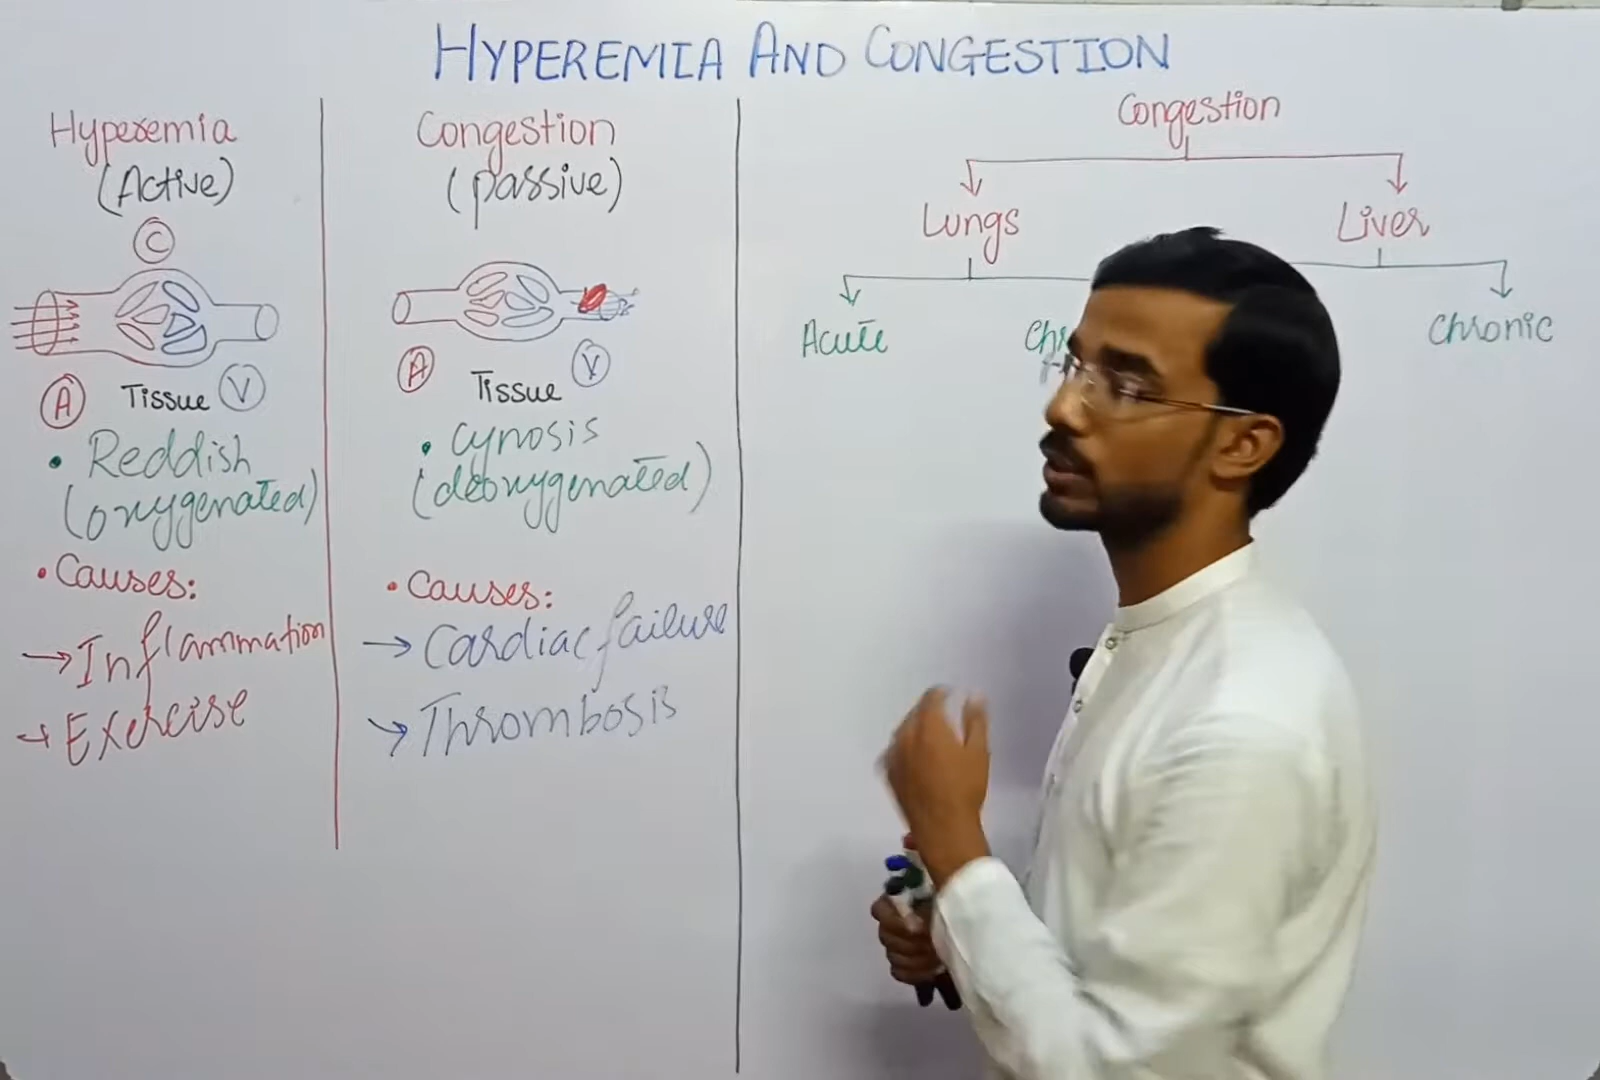 HYPEREMIA AND CONGESTION
Hyperemia
(Active)
C
A
Tissue
V
• Reddish
(oxygenated)
• Causes:
→ Inflammation
→ Exercise
Congestion
(passive)
A
Tissue
V
• Cynosis
(deoxygenated)
• Causes:
→ Cardiac failure
→ Thrombosis
Congestion
Lungs
Liver
Acute
Chronic